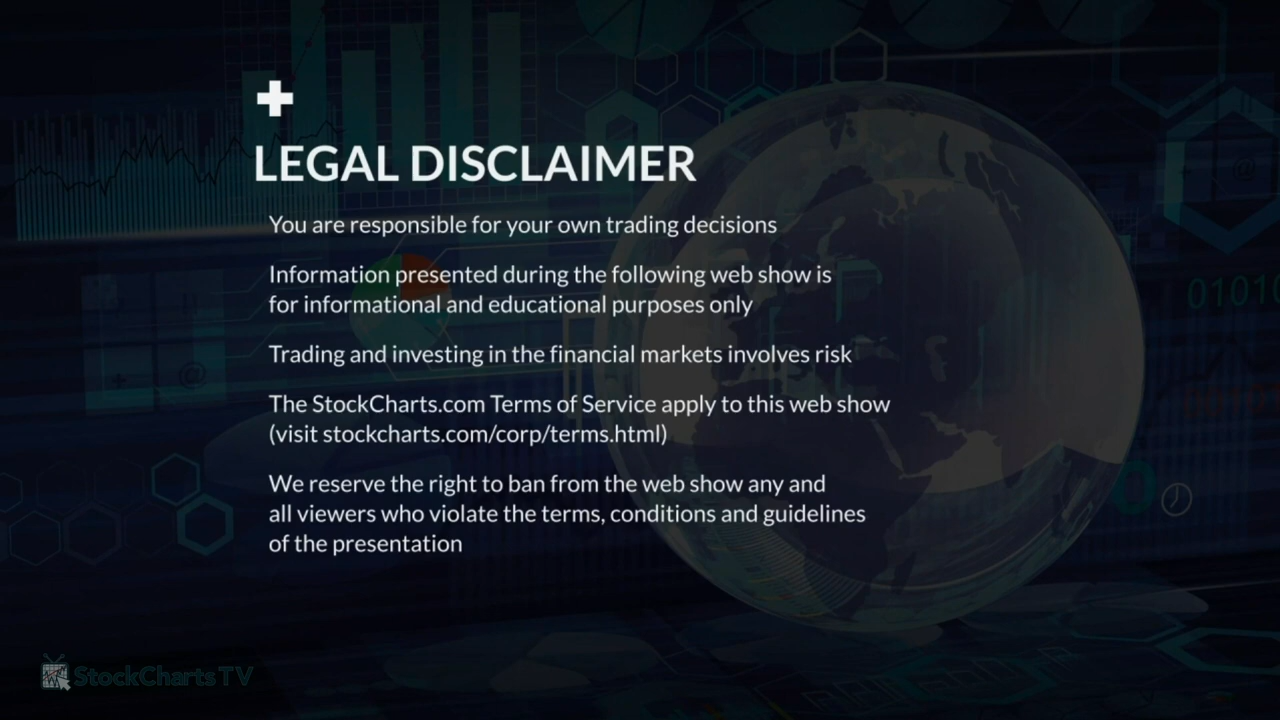 LEGAL DISCLAIMER
You are responsible for your own trading decisions
Information presented during the following web show is
for informational and educational purposes only
Trading and investing in the financial markets involves risk
The StockCharts.com Terms of Service apply to this web show
(visit stockcharts.com/corp/terms.html)
We reserve the right to ban from the web show any and
all viewers who violate the terms, conditions and guidelines
of the presentation
01010
StockChartsTV